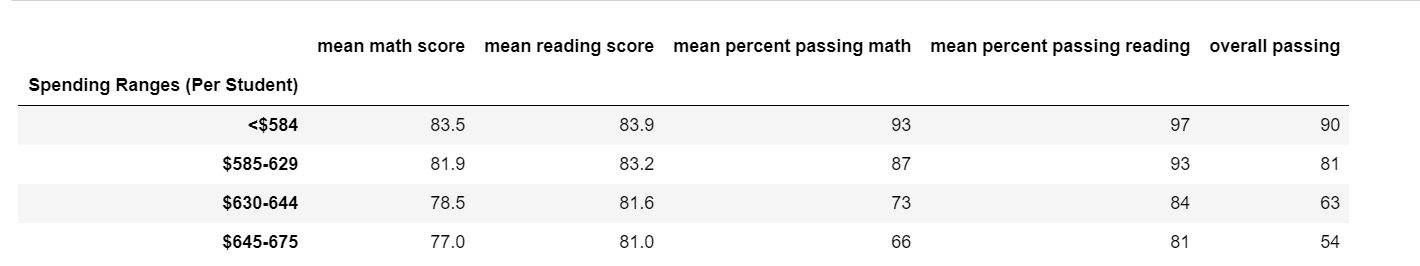 mean math score mean reading score mean percent passing math mean percent passing reading overall passing
Spending Ranges (Per Student)
<$584 83.5 83.9 93 97 90
$585-629 81.9 83.2 87 93 81
$630-644 78.5 81.6 73 84 63
$645-675 77.0 81.0 66 81 54